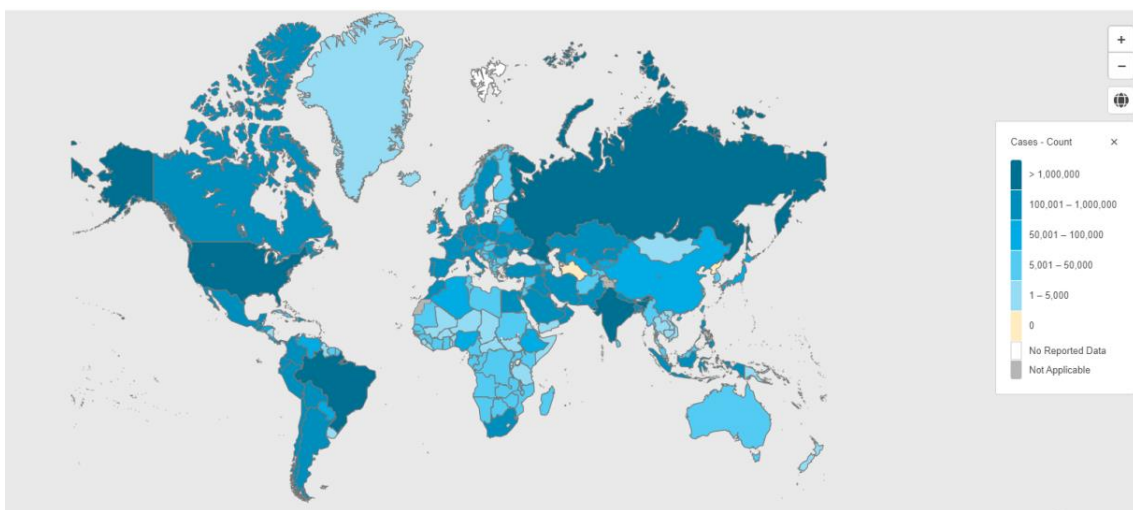 +
−
Cases - Count ×
> 1,000,000
100,001 – 1,000,000
50,001 – 100,000
5,001 – 50,000
1 – 5,000
0
No Reported Data
Not Applicable